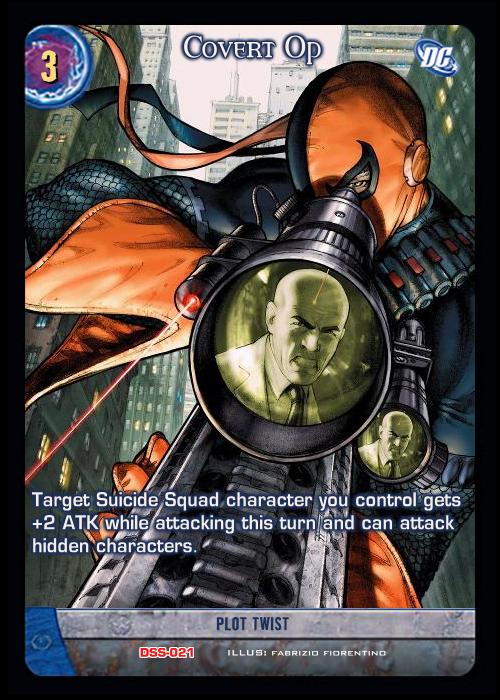 Covert Op
3
DC
Target Suicide Squad character you control gets
+2 ATK while attacking this turn and can attack
hidden characters.
PLOT TWIST
DSS-021 ILLUS: FABRIZIO FIORENTINO